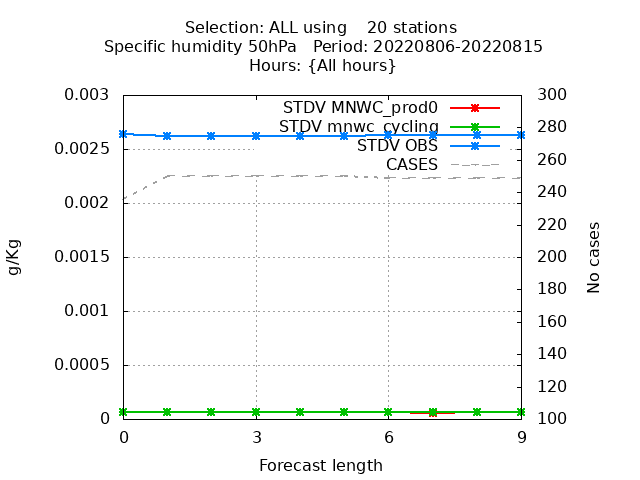 Selection: ALL using    20 stations
Specific humidity 50hPa   Period: 20220806-20220815
Hours: {All hours}
STDV MNWC_prod0
STDV mnwc_cycling
STDV OBS
CASES
g/Kg
0.003
0.0025
0.002
0.0015
0.001
0.0005
0
No cases
300
280
260
240
220
200
180
160
140
120
100
0 3 6 9
Forecast length